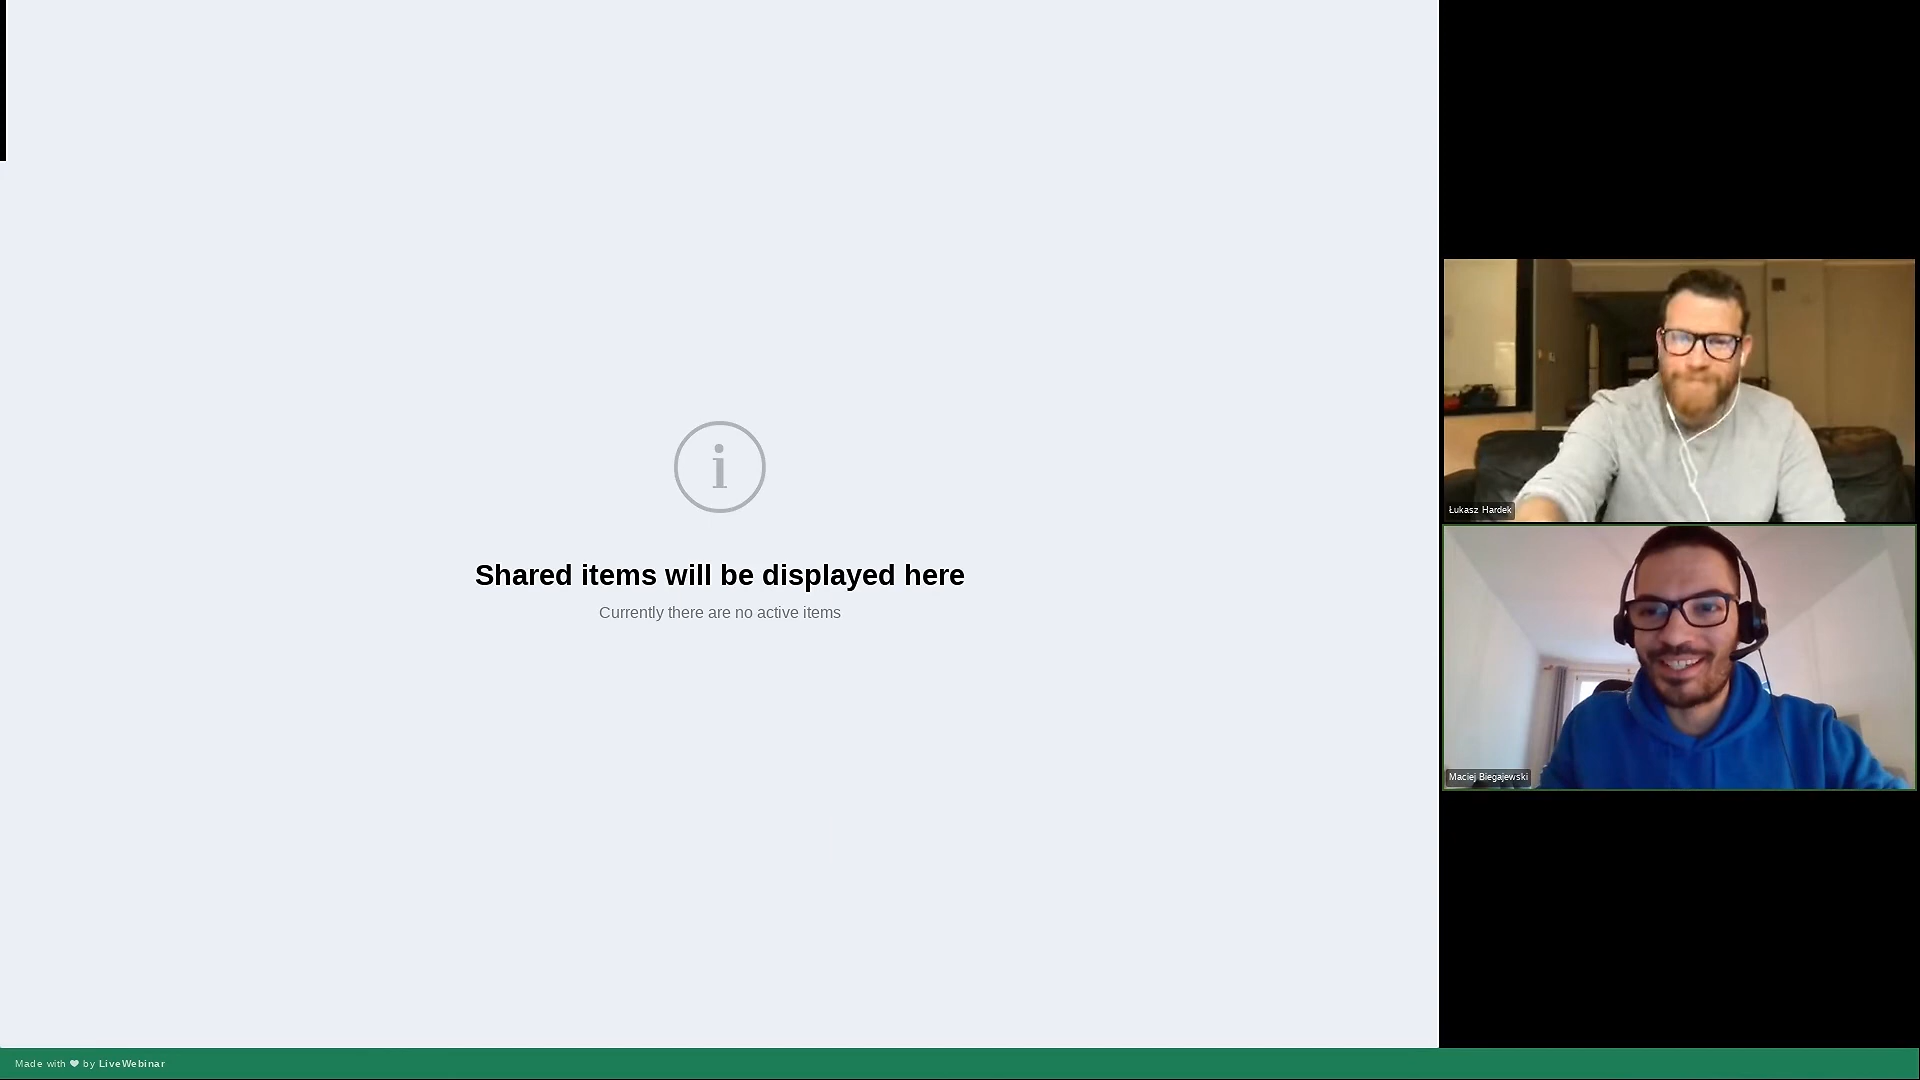 i
Shared items will be displayed here
Currently there are no active items
Łukasz Hardek
Maciej Biegajewski
Made with ❤ by LiveWebinar